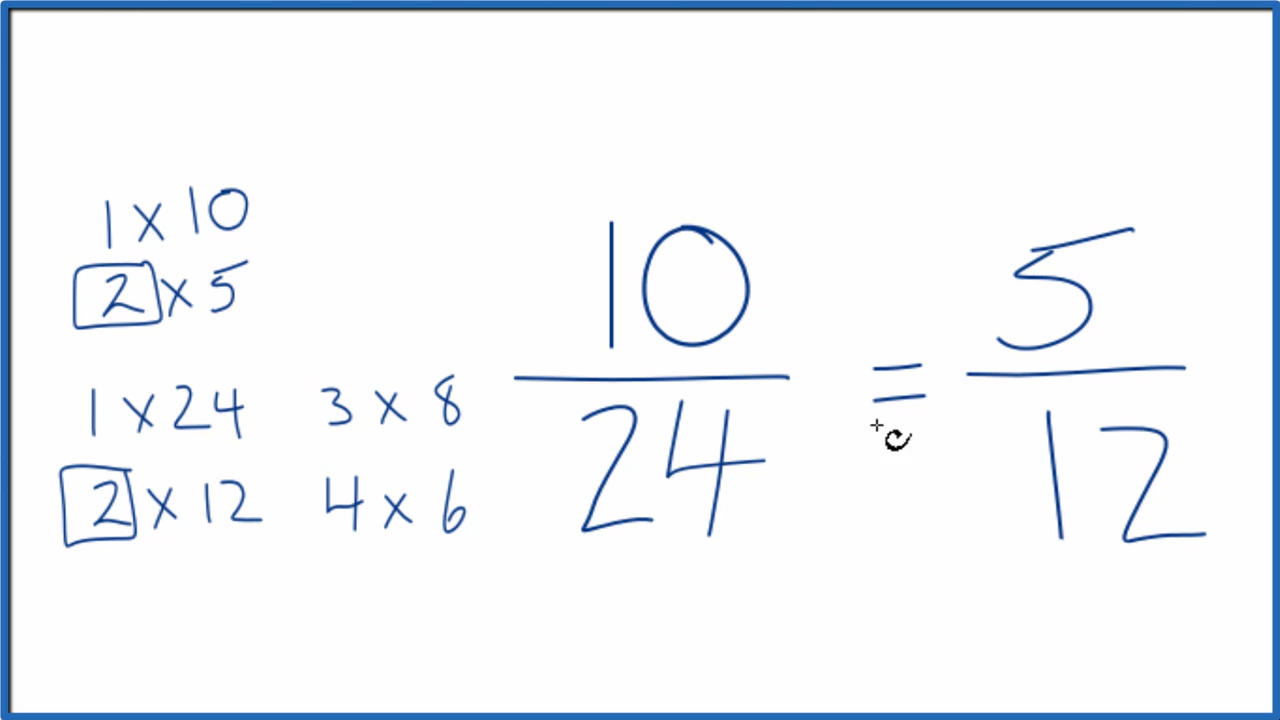 1 x 10
2 x 5
1 x 24 3 x 8
2 x 12 4 x 6
10/24 = 5/12